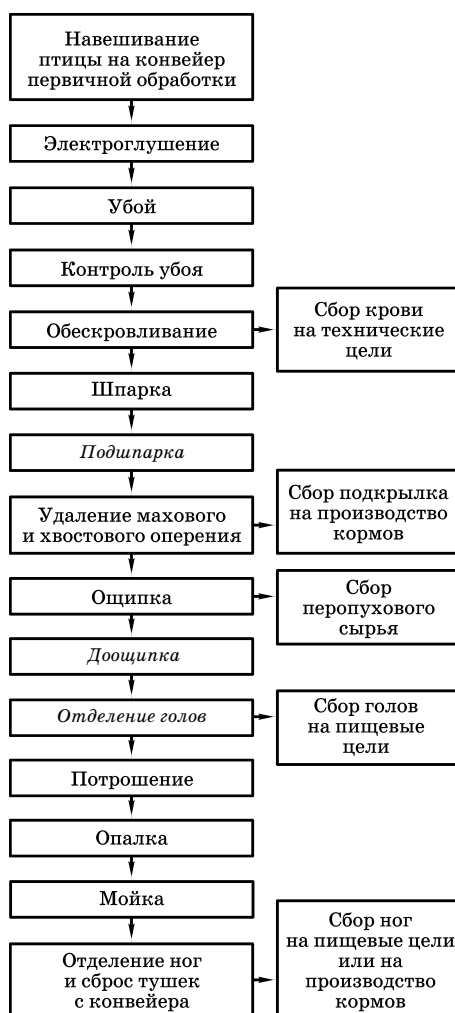 Навешивание
птицы на конвейер
первичной обработки
Электроглушение
Убой
Контроль убоя
Обескровливание
Сбор крови
на технические
цели
Шпарка
Подшпарка
Удаление махового
и хвостового оперения
Сбор подкрылка
на производство
кормов
Ощипка
Сбор
перопухового
сырья
Доощипка
Отделение голов
Сбор голов
на пищевые
цели
Потрошение
Опалка
Мойка
Отделение ног
и сброс тушек
с конвейера
Сбор ног
на пищевые цели
или на
производство
кормов